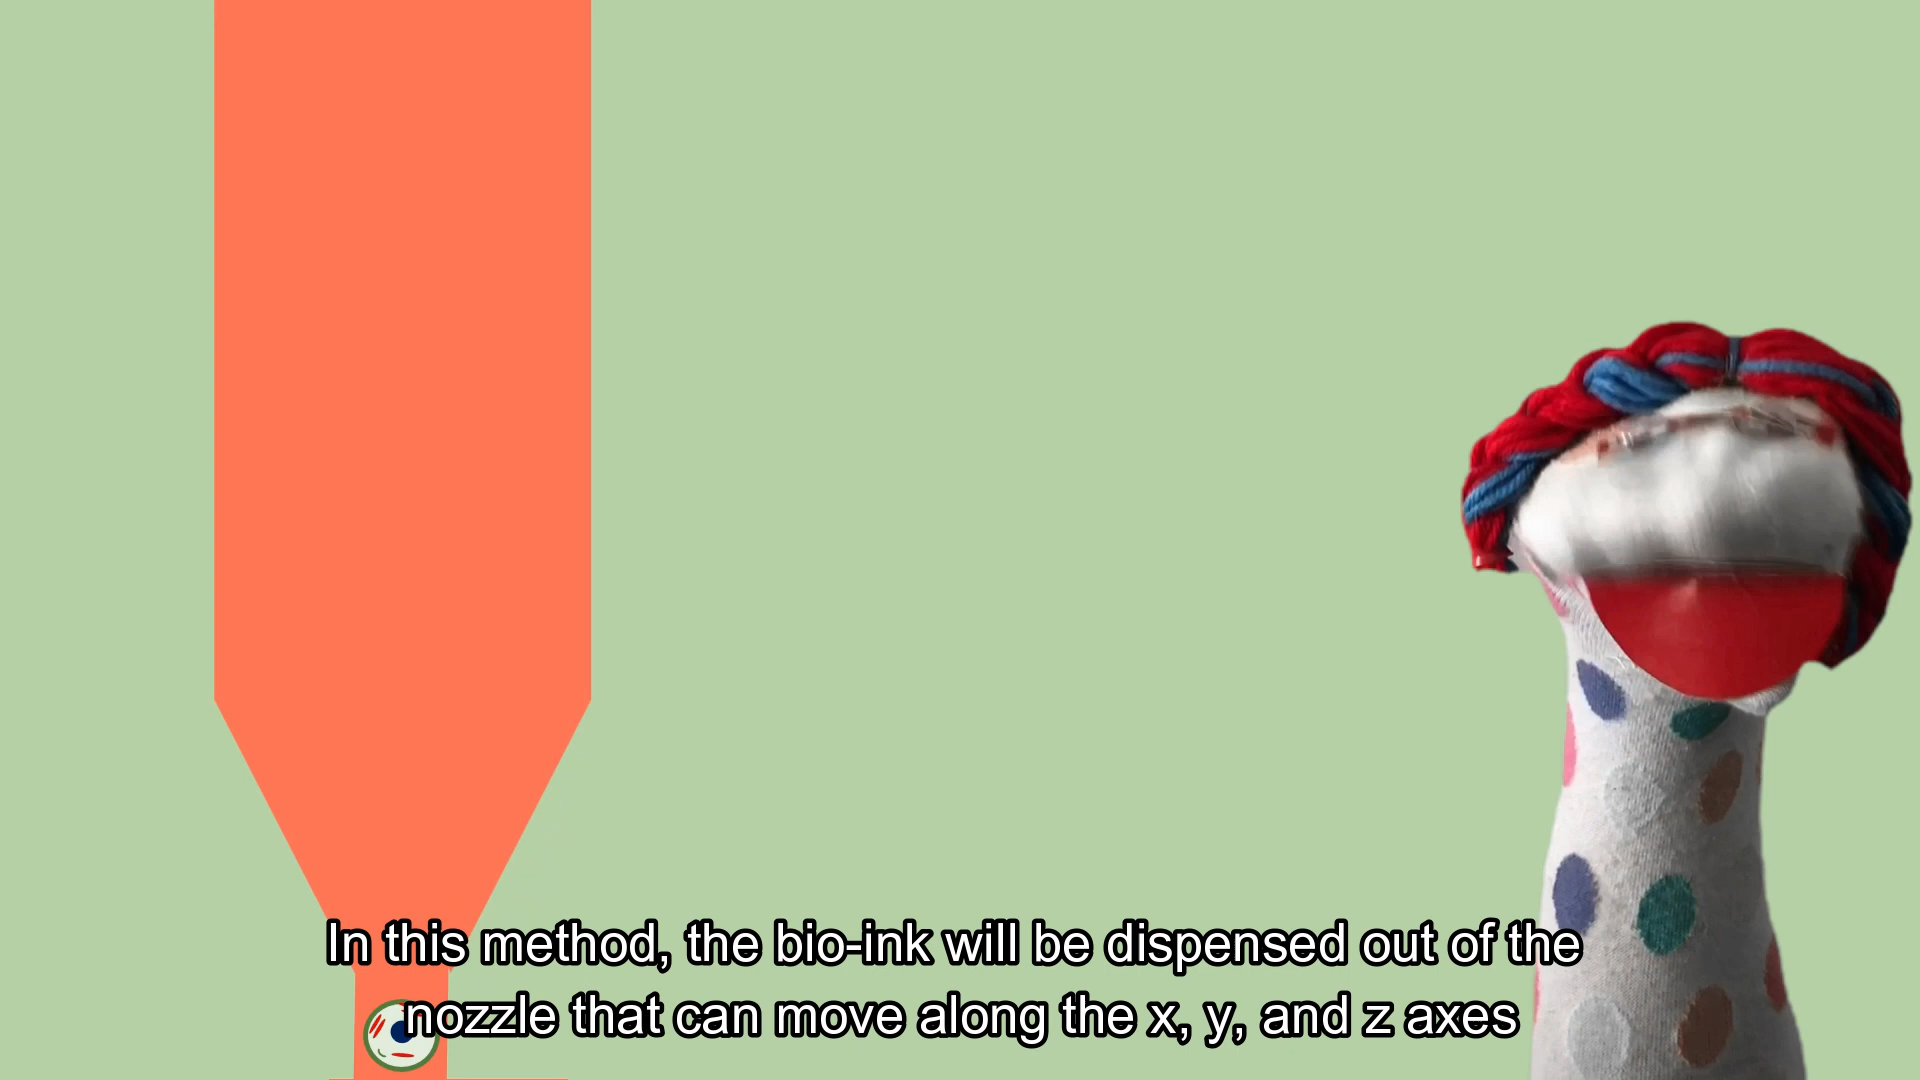 In this method, the bio-ink will be dispensed out of the
nozzle that can move along the x, y, and z axes